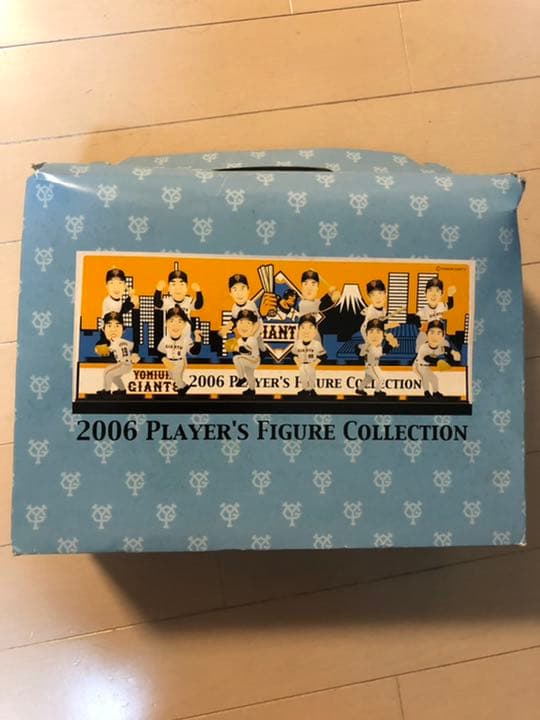 GIANTS
YOMIURI
GIANTS
2006 PLAYER'S FIGURE COLLECTION
2006 PLAYER'S FIGURE COLLECTION